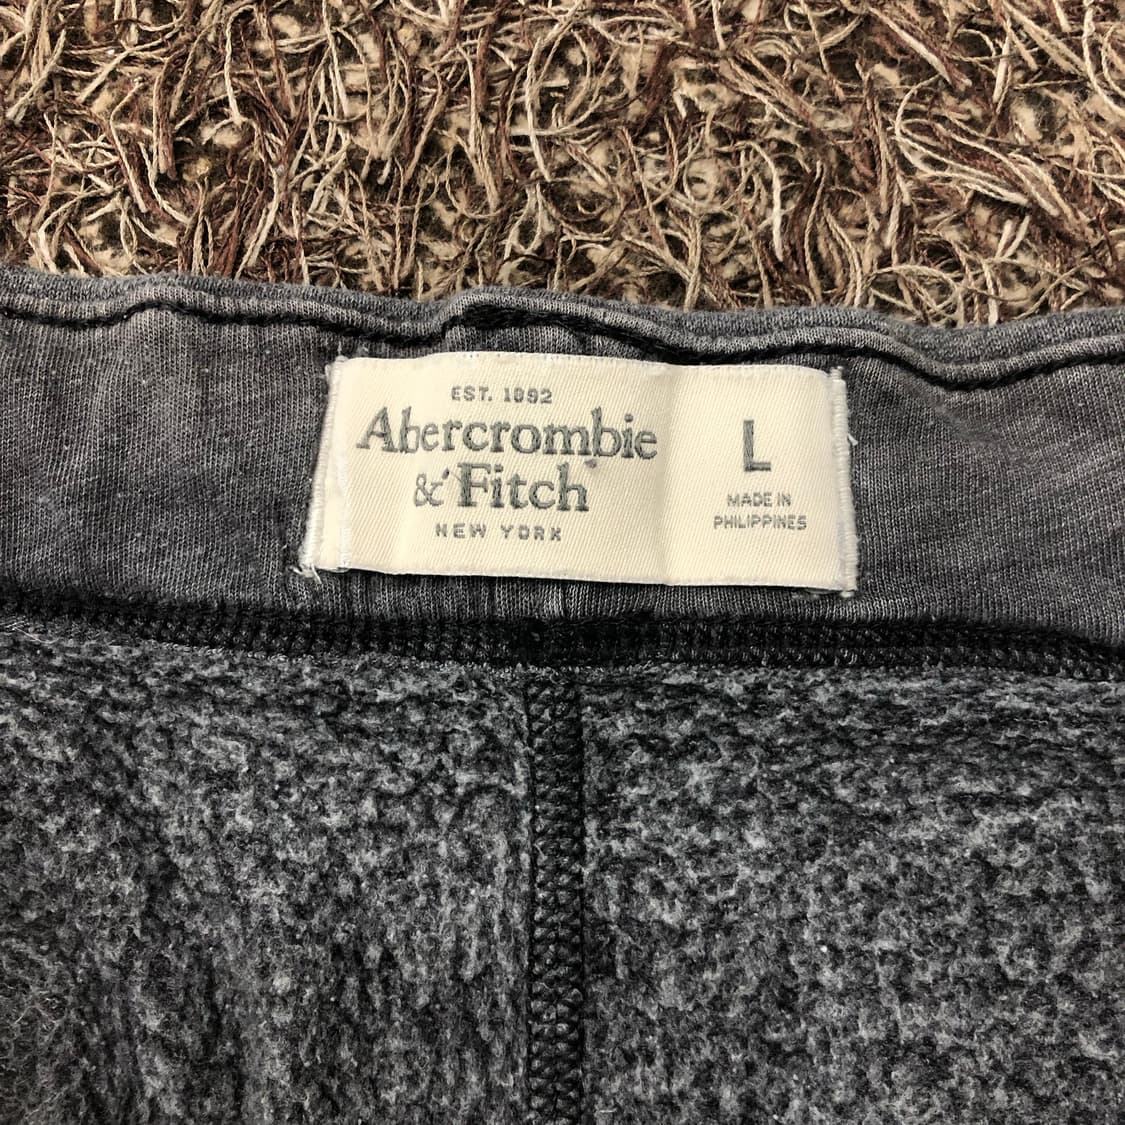 EST. 1892
Abercrombie
& Fitch
NEW YORK
L
MADE IN
PHILIPPINES